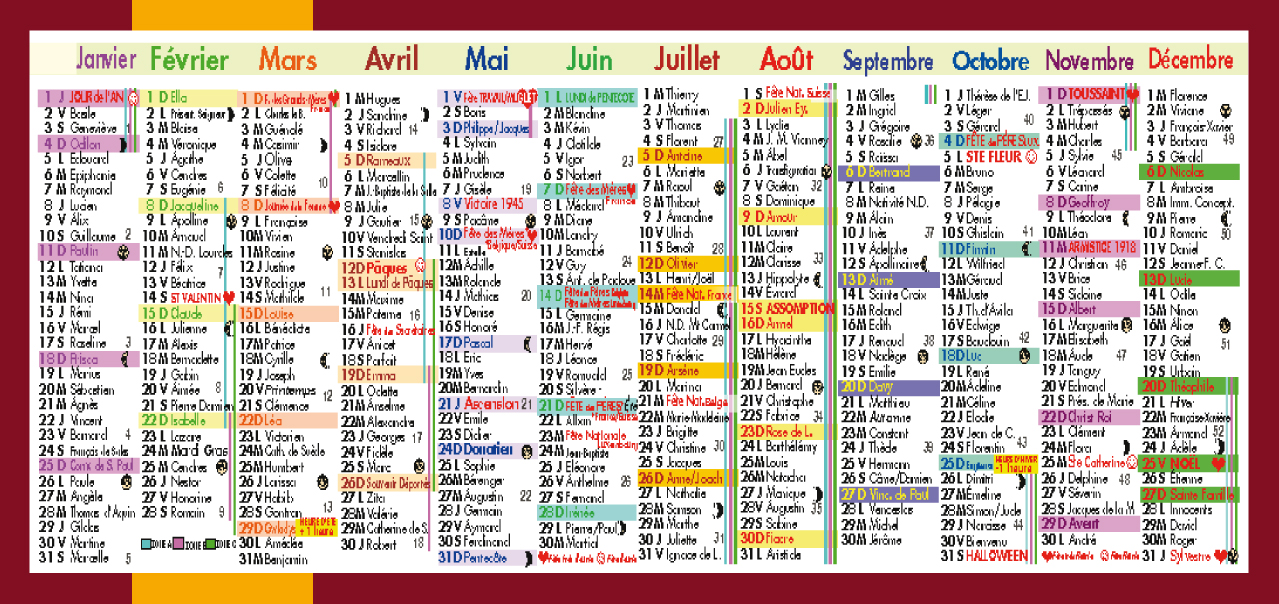 Janvier
1 J JOUR de l'AN
2 V Basile
3 S Geneviève 1
4 D Odilon
5 L Edouard
6 M Epiphanie
7 M Raymond
8 J Lucien
9 V Alix
10 S Guillaume 2
11 D Paulin
12 L Tatiana
13 M Yvette
14 M Nina
15 J Rémi
16 V Marcel
17 S Roseline 3
18 D Prisca
19 L Marius
20 M Sébastien
21 M Agnès
22 J Vincent
23 V Barnard 4
24 S François de Sales
25 D Conv. de S. Paul
26 L Paule
27 M Angèle
28 M Thomas d'Aquin
29 J Gildas
30 V Martine
31 S Marcelle 5
Février
1 D Ella
2 L Présent. Seigneur
3 M Blaise
4 M Véronique
5 J Agathe
6 V Cendres
7 S Eugénie 6
8 D Jacqueline
9 L Apolline
10 M Arnaud
11 M N.-D. Lourdes
12 J Félix
13 V Béatrice 7
14 S ST VALENTIN
15 D Claude
16 L Julienne
17 M Alexis
18 M Bernadette
19 J Gabin
20 V Aimée 8
21 S Pierre Damien
22 D Isabelle
23 L Lazare
24 M Mardi Gras
25 M Cendres
26 J Nestor
27 V Honorine
28 S Romain 9
ZONE A ZONE B ZONE C
Mars
1 D F. des Grands-Mères
France
2 L Charles le B.
3 M Guénolé
4 M Casimir
5 J Olive
6 V Colette
7 S Félicité 10
8 D Journée de la Femme
9 L Françoise
10 M Vivien
11 M Rosine
12 J Justine
13 V Rodrigue
14 S Mathilde 11
15 D Louise
16 L Bénédicte
17 M Patrice
18 M Cyrille
19 J Joseph
20 V Printemps
21 S Clémence 12
22 D Léa
23 L Victorien
24 M Cath. de Suède
25 M Humbert
26 J Larissa
27 V Habib
28 S Gontran 13
29 D Gwladys HEURE D'ÉTÉ + 1 heure
30 L Amédée
31 M Benjamin
Avril
1 M Hugues
2 J Sandrine
3 V Richard 14
4 S Isidore
5 D Rameaux
6 L Marcellin
7 M J.-Baptiste de la Salle
8 M Julie
9 J Gautier 15
10 V Vendredi Saint
11 S Stanislas
12 D Pâques
13 L Lundi de Pâques
14 M Maxime
15 M Paterne 16
16 J Fête des Secrétaires
17 V Anicet
18 S Parfait
19 D Emma
20 L Odette
21 M Anselme
22 M Alexandre
23 J Georges 17
24 V Fidèle
25 S Marc
26 D Souvenir Déportés
27 L Zita
28 M Valérie
29 M Catherine de S.
30 J Robert 18
Mai
1 V Fête TRAVAIL/MUGUET
2 S Boris
3 D Philippe/Jacques
4 L Sylvain
5 M Judith
6 M Prudence
7 J Gisèle 19
8 V Victoire 1945
9 S Pacôme
10 D Fête des Mères
Belgique/Suisse
11 L Estelle
12 M Achille
13 M Rolande
14 J Mathias 20
15 V Denise
16 S Honoré
17 D Pascal
18 L Eric
19 M Yves
20 M Bernardin
21 J Ascension 21
22 V Emile
23 S Didier
24 D Donatien
25 L Sophie
26 M Bérenger
27 M Augustin 22
28 J Germain
29 V Aymard
30 S Ferdinand
31 D Pentecôte
Juin
1 L LUNDI de PENTECOTE
2 M Blandine
3 M Kévin
4 J Clotilde
5 V Igor 23
6 S Norbert
7 D Fête des Mères
France
8 L Médard
9 M Diane
10 M Landry
11 J Barnabé
12 V Guy 24
13 S Ant. de Padoue
14 D Fête des Pères Belgique
15 L Germaine
16 M J.-F. Régis
17 M Hervé
18 J Léonce
19 V Romuald 25
20 S Silvère
21 D FÊTE des PÈRES/Eté
France/Suisse
22 L Alban
23 M Fête Nationale
Luxembourg
24 M Jean-Baptiste
25 J Eléonore
26 V Anthelme 26
27 S Fernand
28 D Irénée
29 L Pierre/Paul
30 M Martial
Juillet
1 M Thierry
2 J Martinien
3 V Thomas
4 S Florent 27
5 D Antoine
6 L Mariette
7 M Raoul
8 M Thibaut
9 J Amandine
10 V Ulrich
11 S Benoît 28
12 D Olivier
13 L Henri/Joël
14 M Fête Nat. France
15 M Donald
16 J N.D. Mt Carmel
17 V Charlotte 29
18 S Frédéric
19 D Arsène
20 L Marina
21 M Fête Nat. Belge
22 M Marie-Madeleine
23 J Brigitte
24 V Christine 30
25 S Jacques
26 D Anne/Joach
27 L Nathalie
28 M Samson
29 M Marthe
30 J Juliette 31
31 V Ignace de L.
Août
1 S Fête Nat. Suisse
2 D Julien Ey.
3 L Lydie
4 M J. M. Vianney
5 M Abel
6 J Transfiguration
7 V Gaétan 32
8 S Dominique
9 D Amour
10 L Laurent
11 M Claire
12 M Clarisse 33
13 J Hippolyte
14 V Evrard
15 S ASSOMPTION
16 D Armel
17 L Hyacinthe
18 M Hélène
19 M Jean Eudes
20 J Bernard
21 V Christophe
22 S Fabrice 34
23 D Rose de L.
24 L Barthélémy
25 M Louis
26 M Natacha
27 J Monique
28 V Augustin 35
29 S Sabine
30 D Fiacre
31 L Aristide
Septembre
1 M Gilles
2 M Ingrid
3 J Grégoire
4 V Rosalie 36
5 S Raïssa
6 D Bertrand
7 L Reine
8 M Nativité N.D.
9 M Alain
10 J Inès 37
11 V Adelphe
12 S Apollinaire
13 D Aimé
14 L Sainte Croix
15 M Roland
16 M Edith
17 J Renaud 38
18 V Nadège
19 S Emilie
20 D Davy
21 L Matthieu
22 M Automne
23 M Constant
24 J Thècle 39
25 V Hermann
26 S Côme/Damien
27 D Vinc. de Paul
28 L Venceslas
29 M Michel
30 M Jérôme
Octobre
1 J Thérèse de l'E.J.
2 V Léger
3 S Gérard 40
4 D FÊTE des PÈRE Suiss
5 L STE FLEUR
6 M Bruno
7 M Serge
8 J Pélagie
9 V Denis
10 S Ghislain 41
11 D Firmin
12 L Wilfried
13 M Géraud
14 M Juste
15 J Th. d'Avila
16 V Edwige
17 S Baudouin 42
18 D Luc
19 L René
20 M Adeline
21 M Céline
22 J Elodie
23 V Jean de C.
24 S Florentin 43
25 D HEURE D'HIVER -1 heure
26 L Dimitri
27 M Emeline
28 M Simon/Jude
29 J Narcisse 44
30 V Bienvenu
31 S HALLOWEEN
Novembre
1 D TOUSSAINT
2 L Trépassés
3 M Hubert
4 M Charles
5 J Sylvie 45
6 V Léonard
7 S Carine
8 D Geoffroy
9 L Théodore
10 M Léon
11 M ARMISTICE 1918
12 J Christian 46
13 V Brice
14 S Sidoine
15 D Albert
16 L Marguerite
17 M Elisabeth
18 M Aude 47
19 J Tanguy
20 V Edmond
21 S Prés. de Marie
22 D Christ Roi
23 L Clément
24 M Flora
25 M Ste Catherine
26 J Delphine 48
27 V Séverin
28 S Jacques de la M
29 D Avent
30 L André
Décembre
1 M Florence
2 M Viviane
3 J François-Xavier
4 V Barbara 49
5 S Gérald
6 D Nicolas
7 L Ambroise
8 M Imm. Concept.
9 M Pierre
10 J Romaric 50
11 V Daniel
12 S Jeanne F. C.
13 D Lucie
14 L Odile
15 M Ninon
16 M Alice
17 J Gaël 51
18 V Gatien
19 S Urbain
20 D Théophile
21 L Hiver
22 M Françoise-Xavière
23 M Armand 52
24 J Adèle
25 V NOËL
26 S Etienne
27 D Sainte Famille
28 L Innocents
29 M David
30 M Roger
31 J Sylvestre